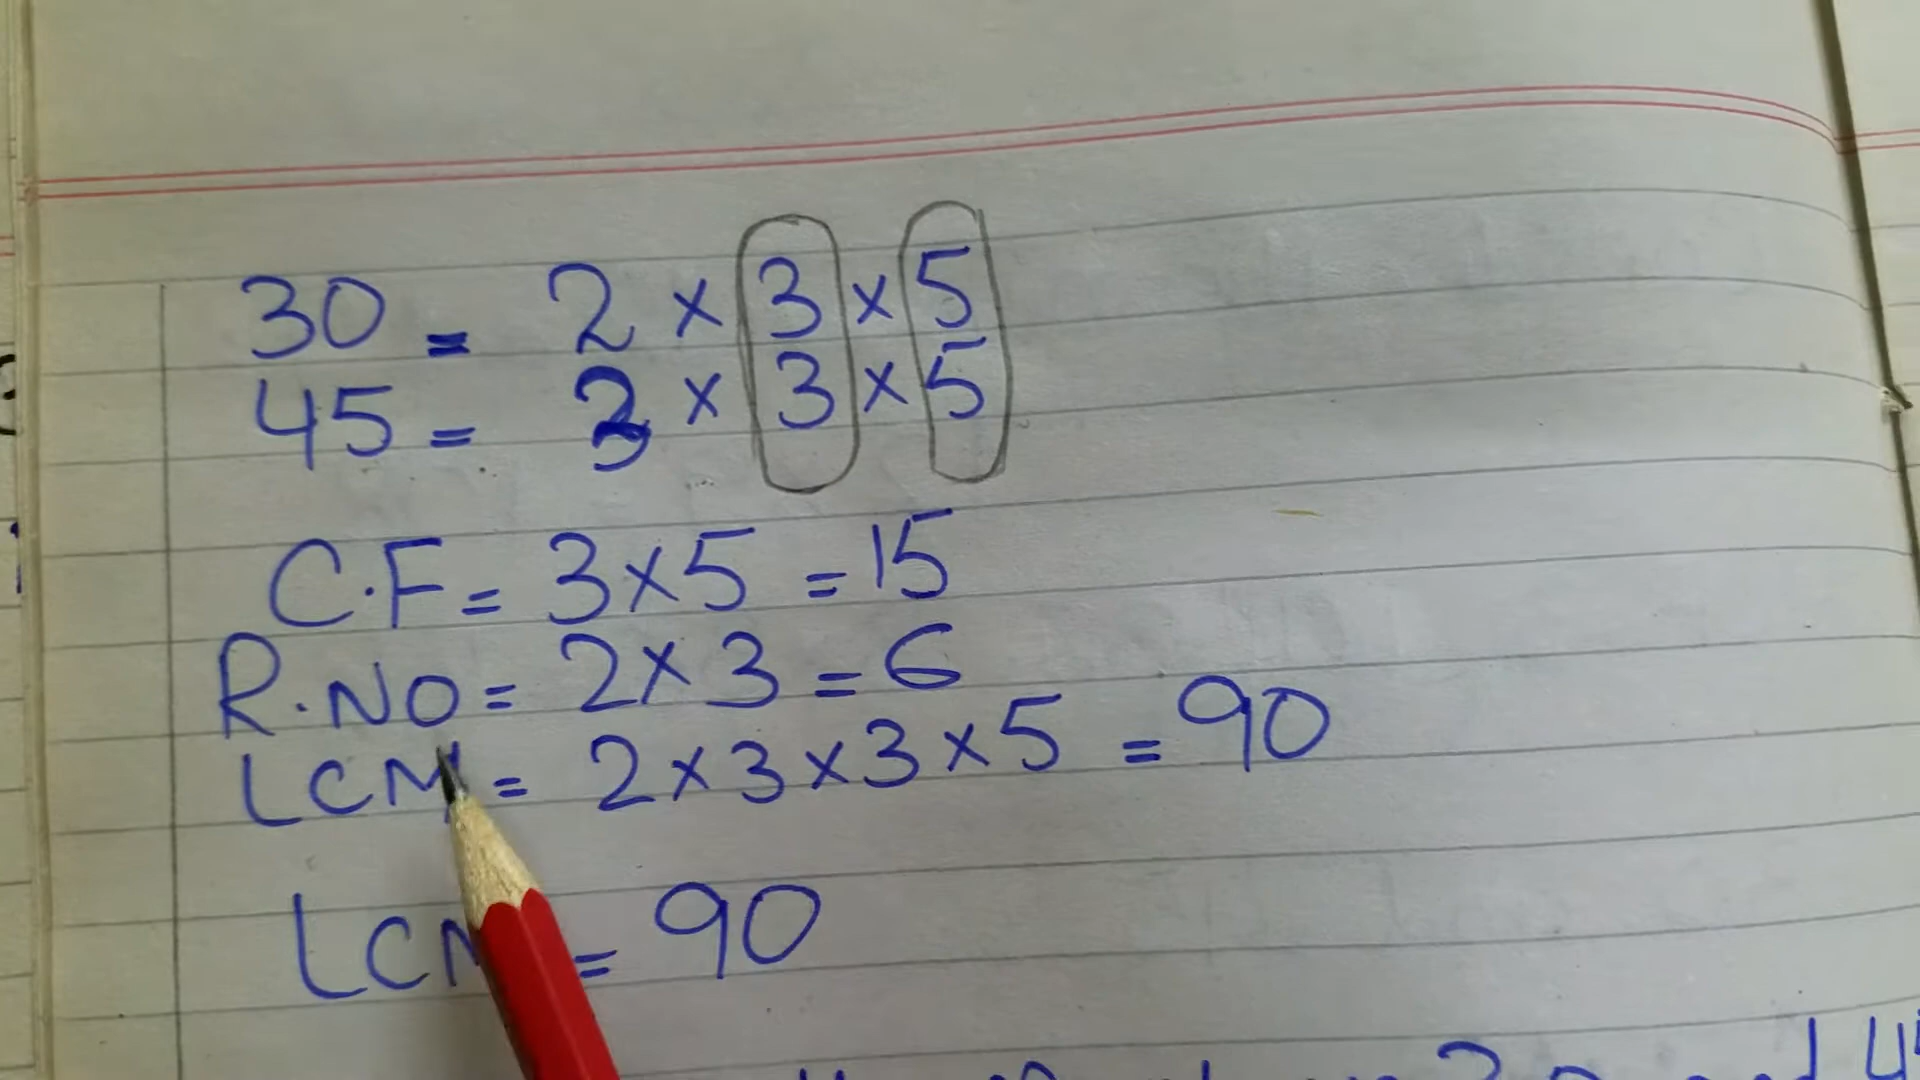 30 = 2 × 3 × 5
45 = 3 × 3 × 5
C.F = 3 × 5 = 15
R.NO = 2 × 3 = 6
LCM = 2 × 3 × 3 × 5 = 90
LCM = 90